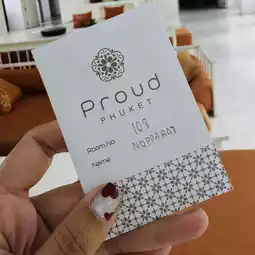 Proud
PHUKET
Room No 109
Name NOPPARAT